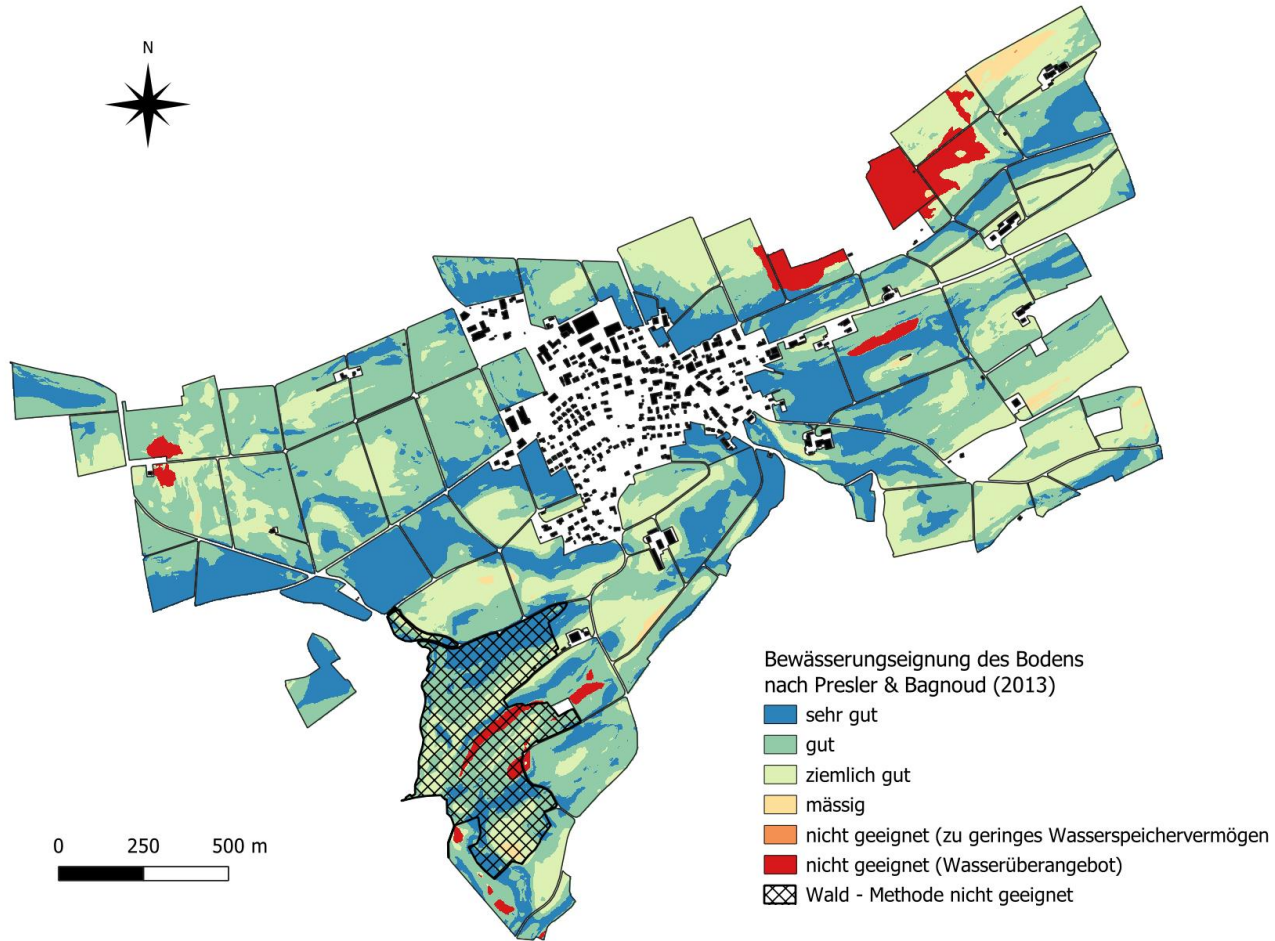 N
Bewässerungseignung des Bodens
nach Presler & Bagnoud (2013)
sehr gut
gut
ziemlich gut
mässig
nicht geeignet (zu geringes Wasserspeichervermögen
nicht geeignet (Wasserüberangebot)
Wald - Methode nicht geeignet
0 250 500 m